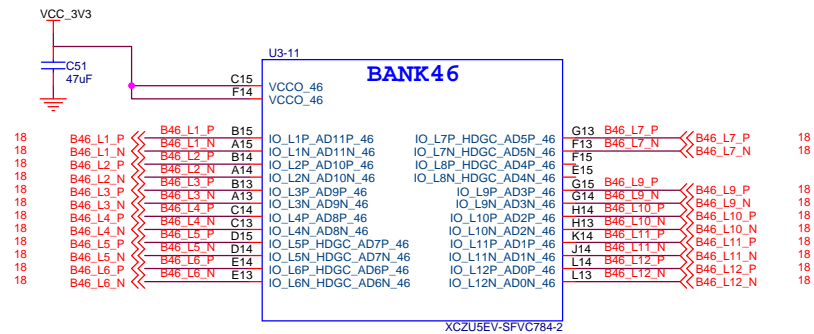 VCC_3V3
C51
47uF
U3-11
BANK46
C15 VCCO_46
F14 VCCO_46
18 B46_L1_P B46_L1_P B15 IO_L1P_AD11P_46 IO_L7P_HDGC_AD5P_46 G13 B46_L7_P B46_L7_P 18
18 B46_L1_N B46_L1_N A15 IO_L1N_AD11N_46 IO_L7N_HDGC_AD5N_46 F13 B46_L7_N B46_L7_N 18
18 B46_L2_P B46_L2_P B14 IO_L2P_AD10P_46 IO_L8P_HDGC_AD4P_46 F15
18 B46_L2_N B46_L2_N A14 IO_L2N_AD10N_46 IO_L8N_HDGC_AD4N_46 E15
18 B46_L3_P B46_L3_P B13 IO_L3P_AD9P_46 IO_L9P_AD3P_46 G15 B46_L9_P B46_L9_P 18
18 B46_L3_N B46_L3_N A13 IO_L3N_AD9N_46 IO_L9N_AD3N_46 G14 B46_L9_N B46_L9_N 18
18 B46_L4_P B46_L4_P C14 IO_L4P_AD8P_46 IO_L10P_AD2P_46 H14 B46_L10_P B46_L10_P 18
18 B46_L4_N B46_L4_N C13 IO_L4N_AD8N_46 IO_L10N_AD2N_46 H13 B46_L10_N B46_L10_N 18
18 B46_L5_P B46_L5_P D15 IO_L5P_HDGC_AD7P_46 IO_L11P_AD1P_46 K14 B46_L11_P B46_L11_P 18
18 B46_L5_N B46_L5_N D14 IO_L5N_HDGC_AD7N_46 IO_L11N_AD1N_46 J14 B46_L11_N B46_L11_N 18
18 B46_L6_P B46_L6_P E14 IO_L6P_HDGC_AD6P_46 IO_L12P_AD0P_46 L14 B46_L12_P B46_L12_P 18
18 B46_L6_N B46_L6_N E13 IO_L6N_HDGC_AD6N_46 IO_L12N_AD0N_46 L13 B46_L12_N B46_L12_N 18
XCZU5EV-SFVC784-2